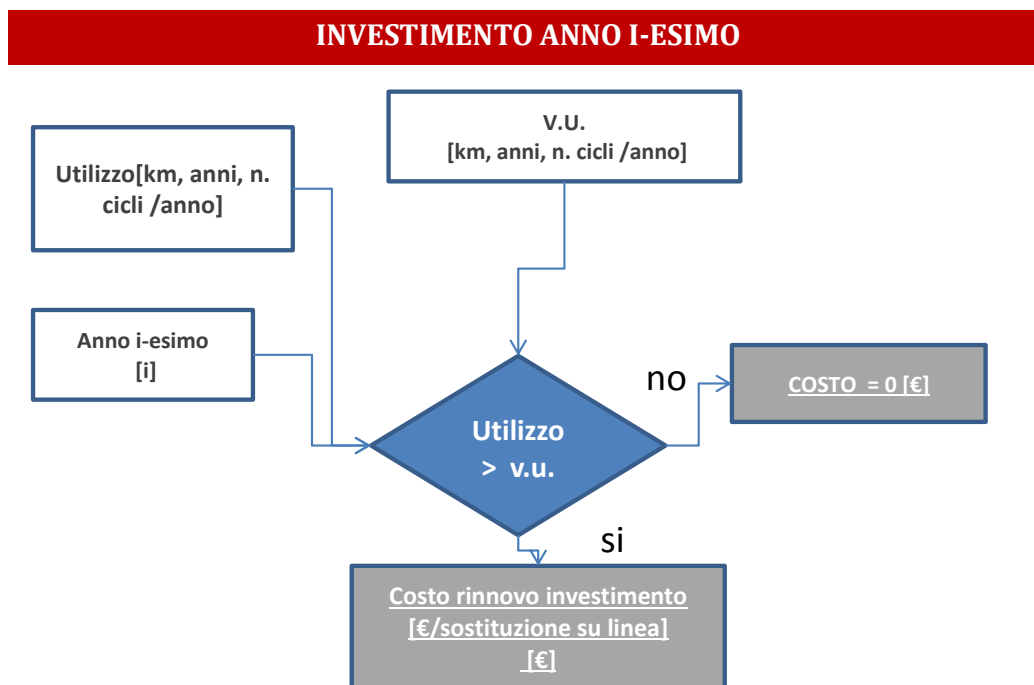 INVESTIMENTO ANNO I-ESIMO
V.U.
[km, anni, n. cicli /anno]
Utilizzo[km, anni, n.
cicli /anno]
Anno i-esimo
[i]
no
COSTO = 0 [€]
Utilizzo
> v.u.
si
Costo rinnovo investimento
[€/sostituzione su linea]
[€]